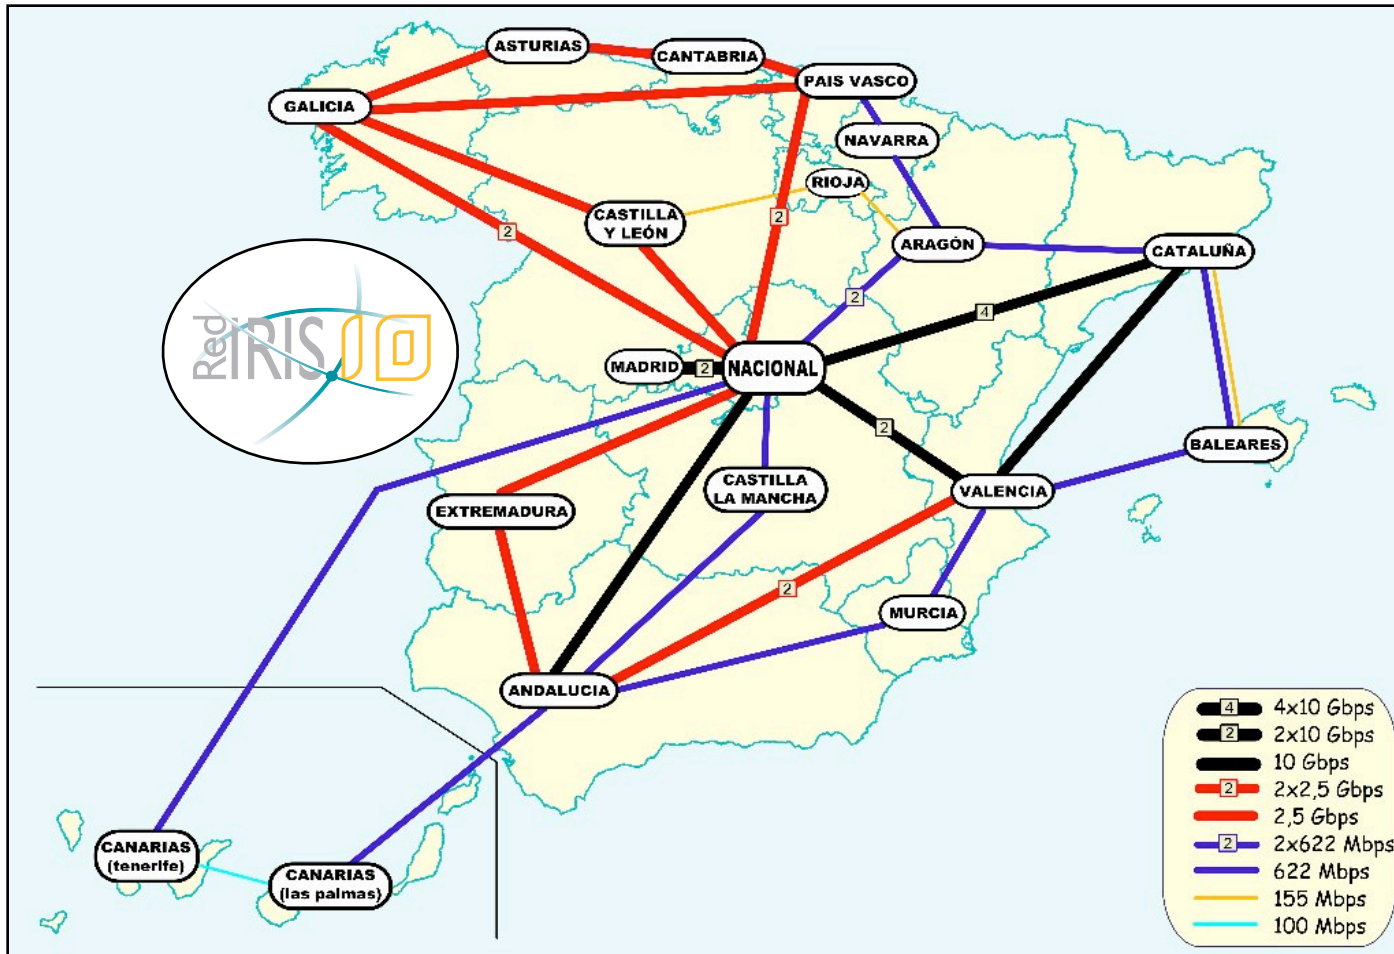 ASTURIAS
CANTABRIA
PAIS VASCO
GALICIA
NAVARRA
RIOJA
CASTILLA
Y LEÓN
2
2
ARAGÓN
CATALUÑA
2
4
RedIRIS10
MADRID
2
NACIONAL
2
BALEARES
CASTILLA
LA MANCHA
VALENCIA
EXTREMADURA
2
MURCIA
ANDALUCIA
CANARIAS
(tenerife)
CANARIAS
(las palmas)
4 4x10 Gbps
2 2x10 Gbps
10 Gbps
2 2x2,5 Gbps
2,5 Gbps
2 2x622 Mbps
622 Mbps
155 Mbps
100 Mbps